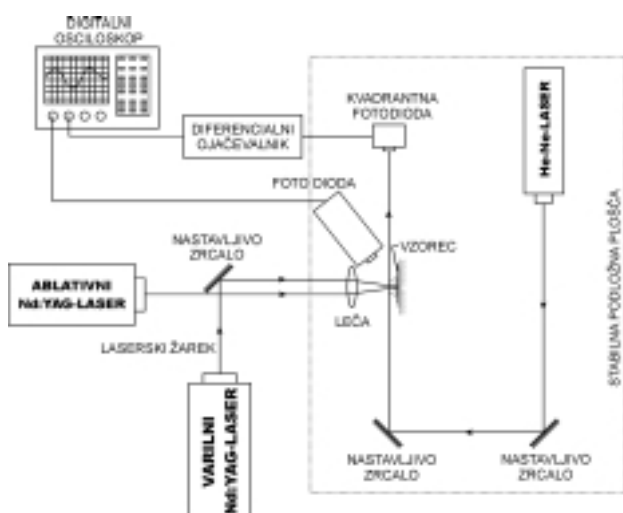 DIGITALNI
OSCILOSKOP
DIFERENCIALNI
OJAČEVALNIK
KVADRANTNA
FOTODIODA
He-Ne-LASER
FOTO DIODA
NASTAVLJIVO
ZRCALO
VZOREC
ABLATIVNI
Nd:YAG-LASER
LEČA
LASERSKI ŽAREK
VARILNI
Nd:YAG-LASER
NASTAVLJIVO
ZRCALO
NASTAVLJIVO
ZRCALO
STABILNA PODLOŽNA PLOŠČA